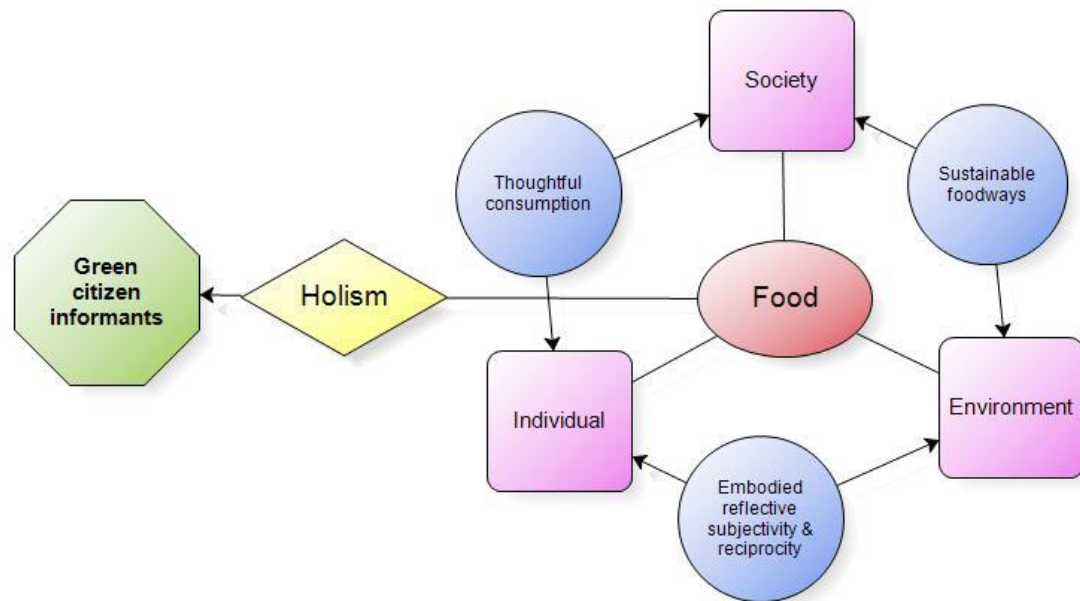 Society
Thoughtful
consumption
Sustainable
foodways
Green
citizen
informants
Holism
Food
Individual
Environment
Embodied
reflective
subjectivity &
reciprocity